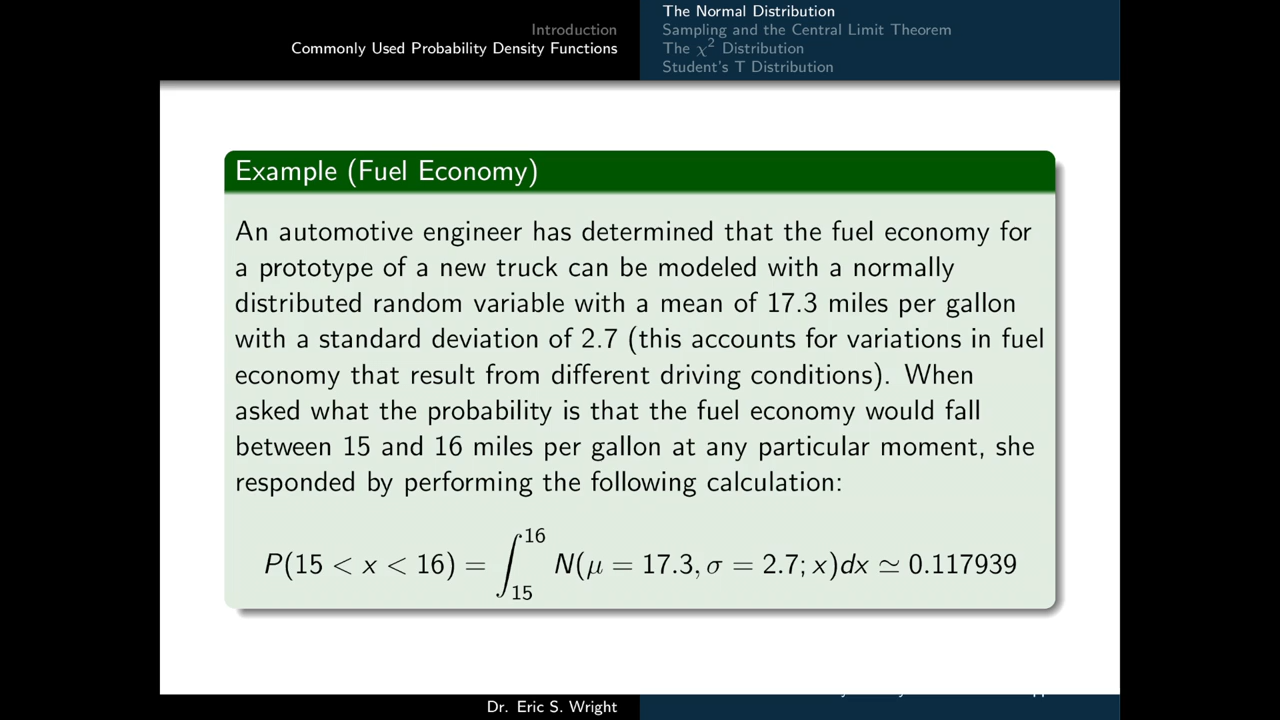 Introduction
Commonly Used Probability Density Functions
The Normal Distribution
Sampling and the Central Limit Theorem
The χ² Distribution
Student's T Distribution
Example (Fuel Economy)
An automotive engineer has determined that the fuel economy for
a prototype of a new truck can be modeled with a normally
distributed random variable with a mean of 17.3 miles per gallon
with a standard deviation of 2.7 (this accounts for variations in fuel
economy that result from different driving conditions). When
asked what the probability is that the fuel economy would fall
between 15 and 16 miles per gallon at any particular moment, she
responded by performing the following calculation:
P(15 < x < 16) = ∫₁₅¹⁶ N(μ = 17.3, σ = 2.7; x)dx ≃ 0.117939
Dr. Eric S. Wright